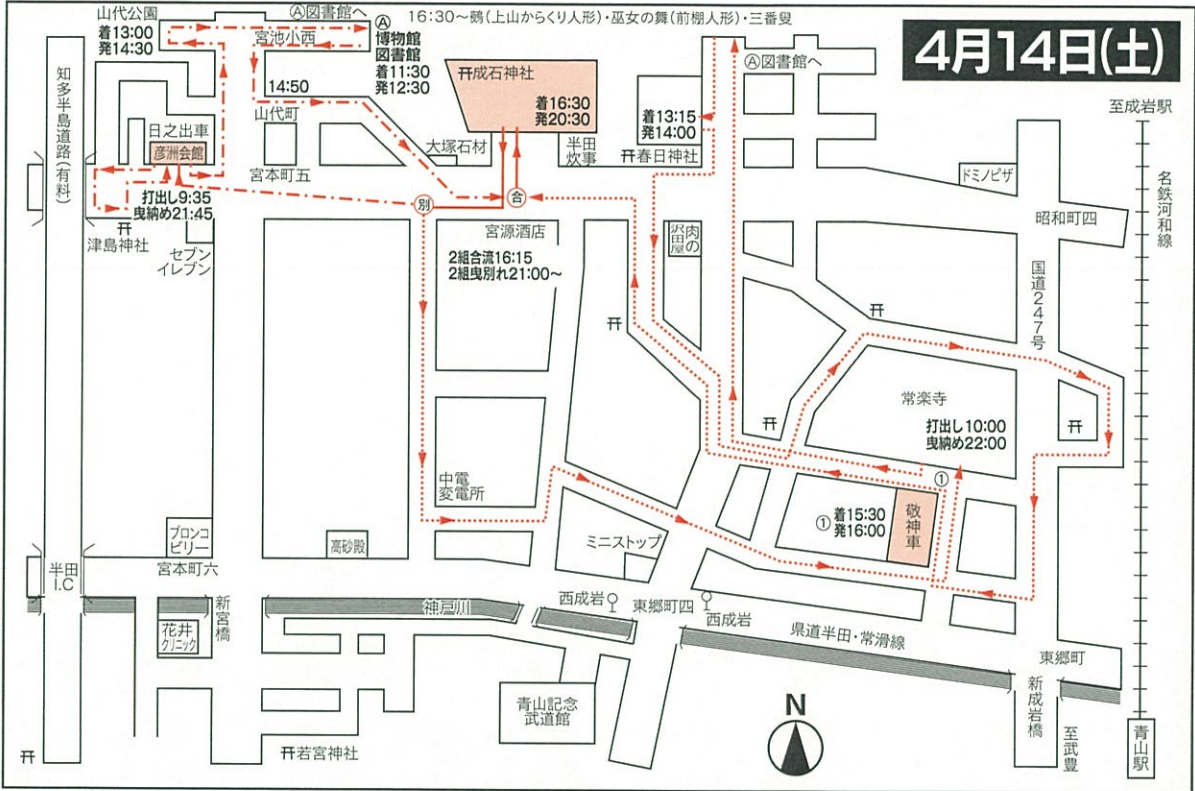 4月14日(土)
山代公園
着13:00
発14:30
Ⓐ図書館へ
宮池小西
Ⓐ
博物館
図書館
着11:30
発12:30
16:30～鵺(上山からくり人形)・巫女の舞(前棚人形)・三番叟
Ⓐ図書館へ
知多半島道路(有料)
14:50
山代町
开成石神社
着16:30
発20:30
着13:15
発14:00
开春日神社
至成岩駅
日之出車
彦洲会館
宮本町五
大塚石材
半田
炊事
ドミノピザ
名鉄河和線
打出し9:35
曳納め21:45
津島神社
セブン
イレブン
別
合
宮源酒店
2組合流16:15
2組曳別れ21:00～
肉の
沢田屋
昭和町四
国道247号
常楽寺
打出し10:00
曳納め22:00
①
中電
変電所
① 着15:30
発16:00
敬神車
ブロンコ
ビリー
高砂殿
ミニストップ
半田
I.C
宮本町六
新宮橋
神戸川
西成岩
東郷町四
西成岩
県道半田・常滑線
花井
クリニック
東郷町
新成岩橋
青山記念
武道館
N
至武豊
青山駅
开若宮神社